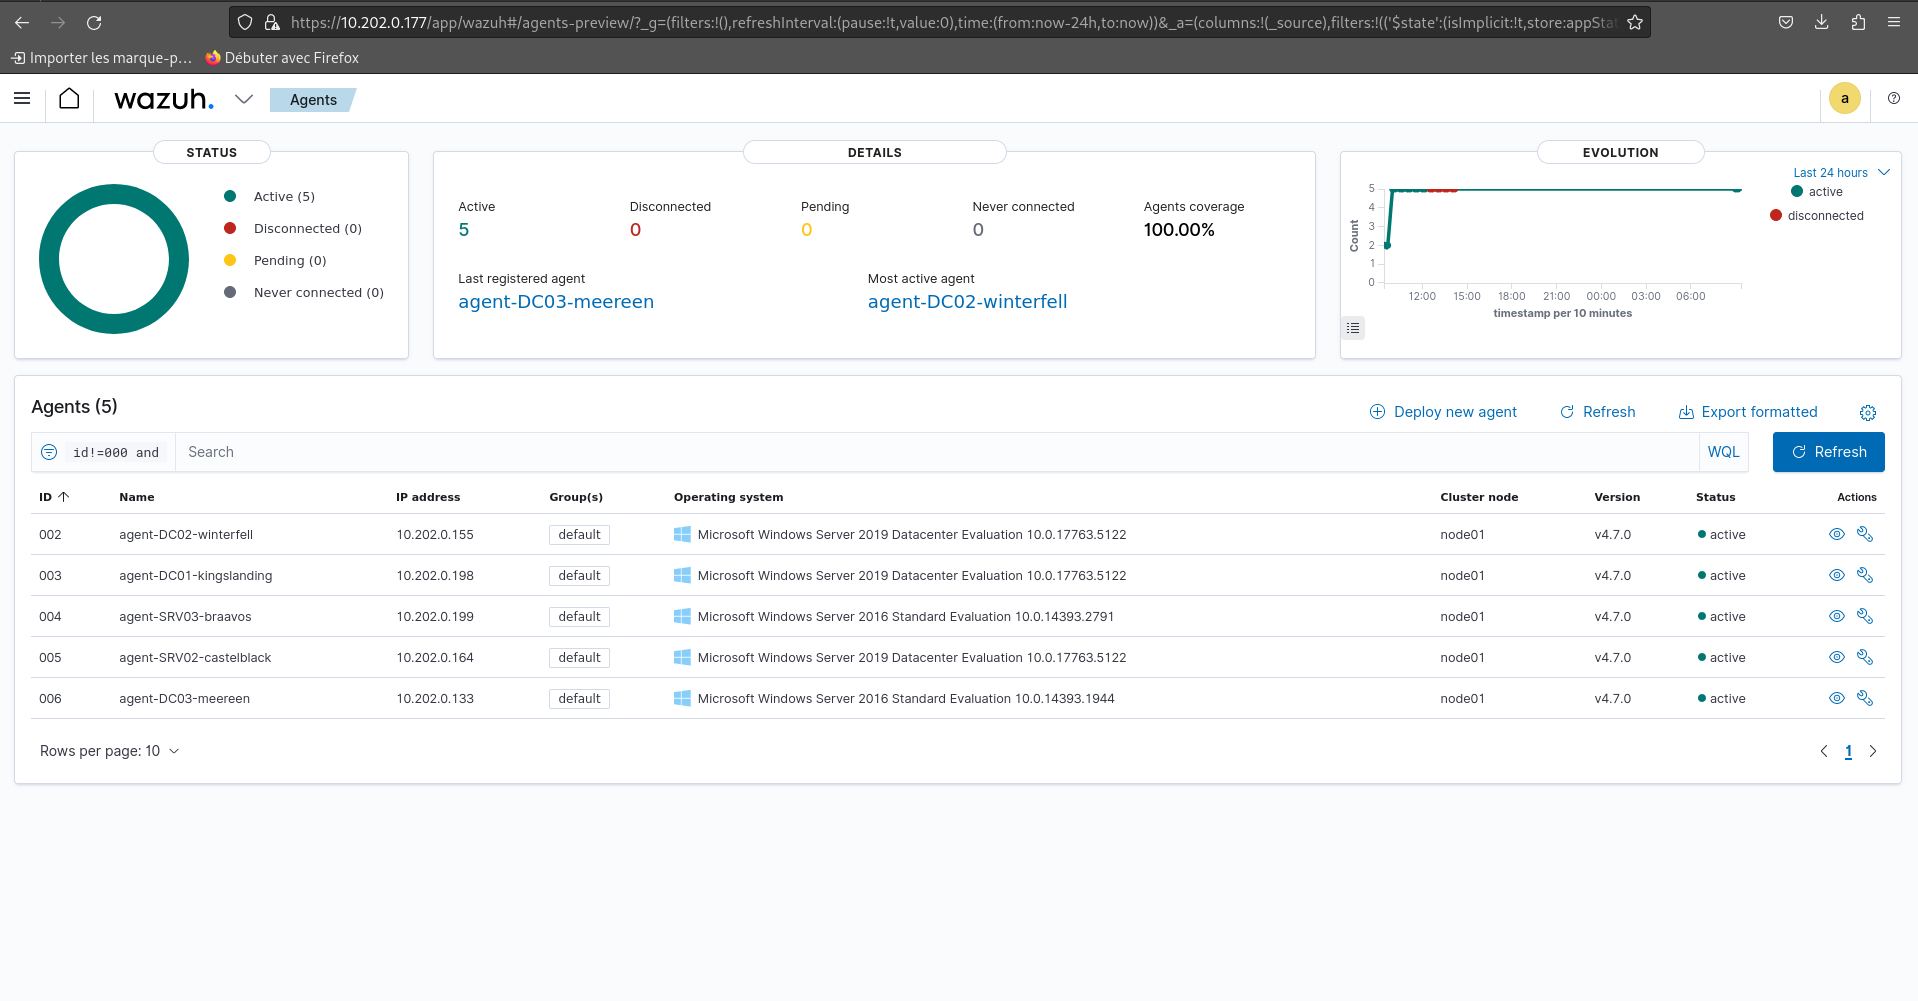 https://10.202.0.177/app/wazuh#/agents-preview/?_g=(filters:!(),refreshInterval:(pause:!t,value:0),time:(from:now-24h,to:now))&_a=(columns:!(_source),filters:!(('$state':(isImplicit:!t,store:appStat
Importer les marque-p… Débuter avec Firefox
wazuh. Agents a
STATUS
Active (5)
Disconnected (0)
Pending (0)
Never connected (0)
DETAILS
Active Disconnected Pending Never connected Agents coverage
5 0 0 0 100.00%
Last registered agent Most active agent
agent-DC03-meereen agent-DC02-winterfell
EVOLUTION
Last 24 hours
active
disconnected
Count
5
4
3
2
1
0
12:00 15:00 18:00 21:00 00:00 03:00 06:00
timestamp per 10 minutes
Agents (5)
Deploy new agent Refresh Export formatted
id!=000 and Search WQL Refresh
ID Name IP address Group(s) Operating system Cluster node Version Status Actions
002 agent-DC02-winterfell 10.202.0.155 default Microsoft Windows Server 2019 Datacenter Evaluation 10.0.17763.5122 node01 v4.7.0 active
003 agent-DC01-kingslanding 10.202.0.198 default Microsoft Windows Server 2019 Datacenter Evaluation 10.0.17763.5122 node01 v4.7.0 active
004 agent-SRV03-braavos 10.202.0.199 default Microsoft Windows Server 2016 Standard Evaluation 10.0.14393.2791 node01 v4.7.0 active
005 agent-SRV02-castelblack 10.202.0.164 default Microsoft Windows Server 2019 Datacenter Evaluation 10.0.17763.5122 node01 v4.7.0 active
006 agent-DC03-meereen 10.202.0.133 default Microsoft Windows Server 2016 Standard Evaluation 10.0.14393.1944 node01 v4.7.0 active
Rows per page: 10 1